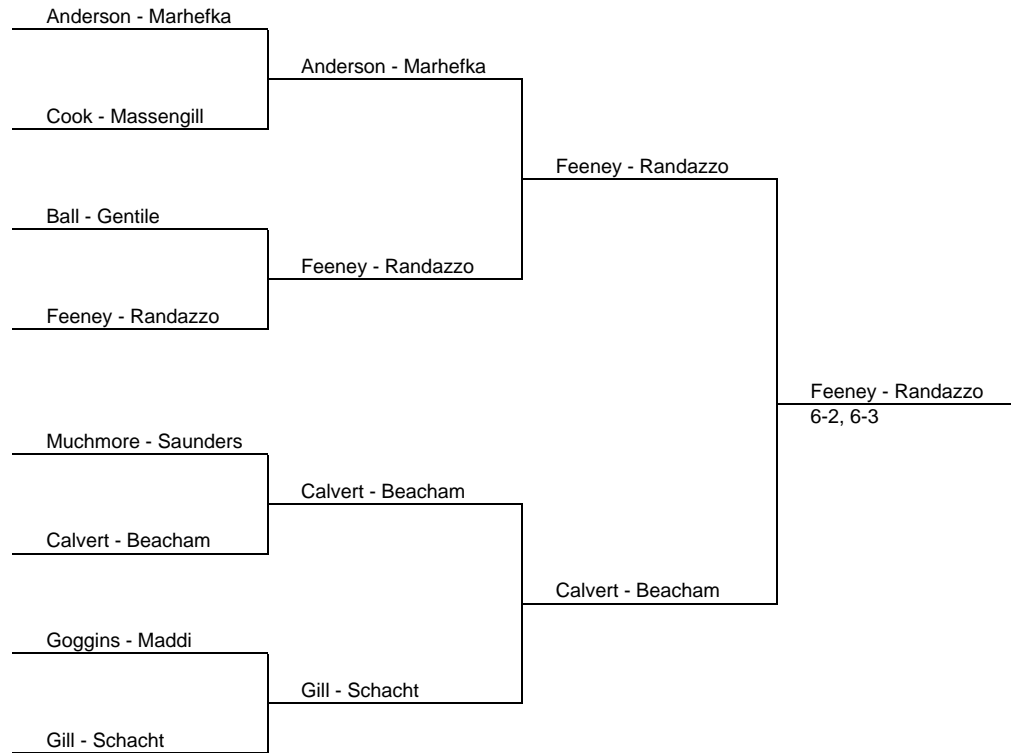 Anderson - Marhefka
Anderson - Marhefka
Cook - Massengill
Feeney - Randazzo
Ball - Gentile
Feeney - Randazzo
Feeney - Randazzo
Feeney - Randazzo
6-2, 6-3
Muchmore - Saunders
Calvert - Beacham
Calvert - Beacham
Calvert - Beacham
Goggins - Maddi
Gill - Schacht
Gill - Schacht